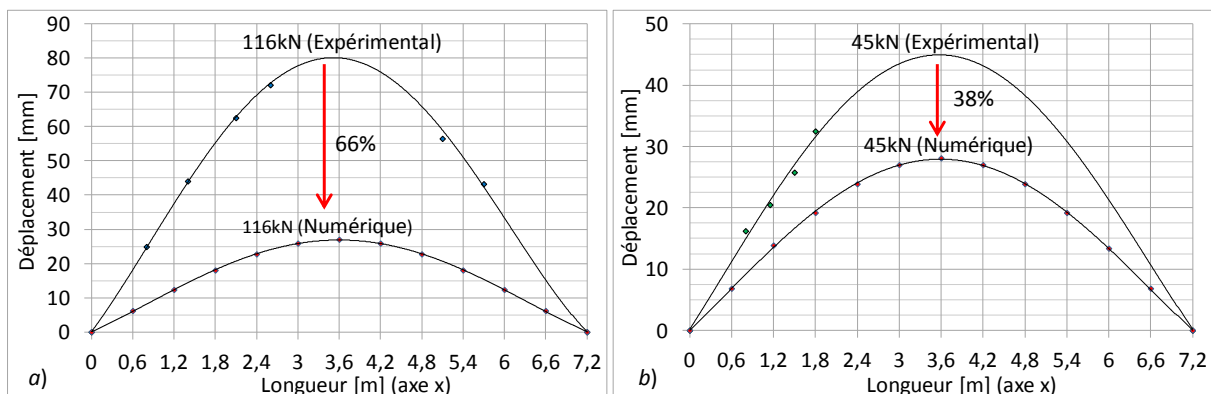 90
80
70
60
50
40
30
20
10
0
Déplacement [mm]
116kN (Expérimental)
66%
116kN (Numérique)
0 0,6 1,2 1,8 2,4 3 3,6 4,2 4,8 5,4 6 6,6 7,2
a) Longueur [m] (axe x)
50
40
30
20
10
0
Déplacement [mm]
45kN (Expérimental)
38%
45kN (Numérique)
0 0,6 1,2 1,8 2,4 3 3,6 4,2 4,8 5,4 6 6,6 7,2
b) Longueur [m] (axe x)